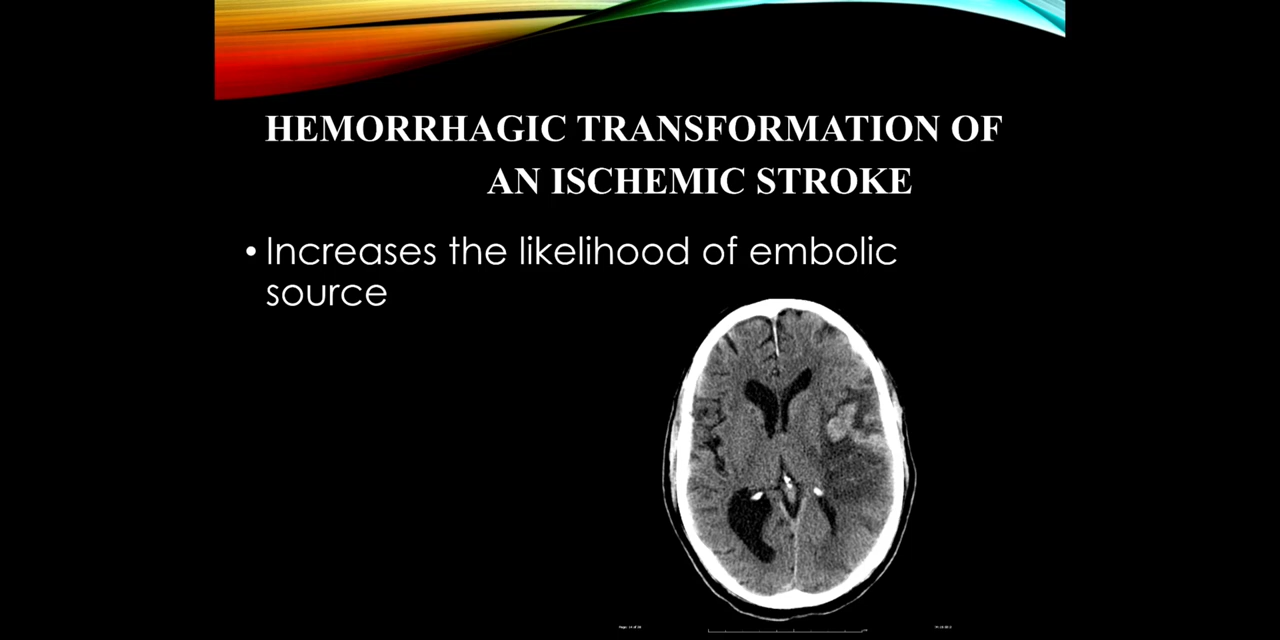 HEMORRHAGIC TRANSFORMATION OF
AN ISCHEMIC STROKE
• Increases the likelihood of embolic
source